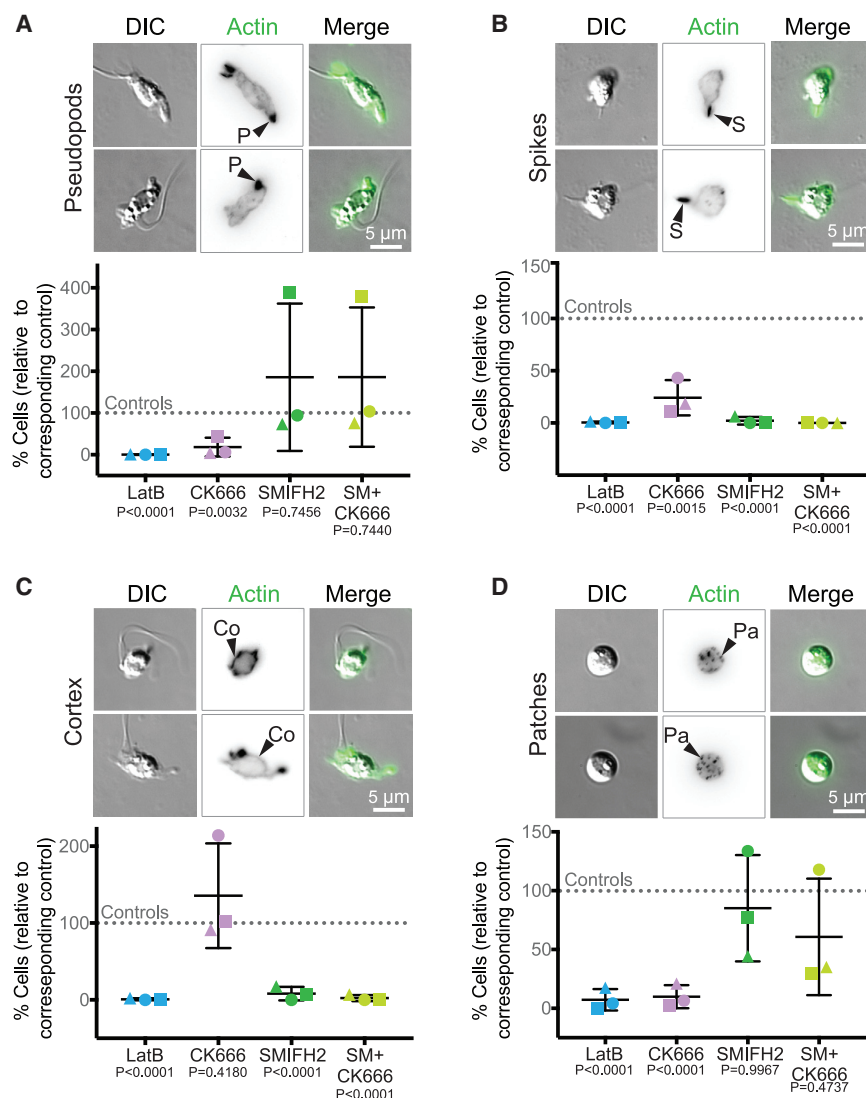 A
DIC Actin Merge
Pseudopods
P
P
5 µm
% Cells (relative to
corresponding control)
400
300
200
100
0
Controls
LatB CK666 SMIFH2 SM+
CK666
P<0.0001 P=0.0032 P=0.7456
P=0.7440
B
DIC Actin Merge
Spikes
S
S
5 µm
% Cells (relative to
correseponding control)
150
100
50
0
Controls
LatB CK666 SMIFH2 SM+
CK666
P<0.0001 P=0.0015 P<0.0001
P<0.0001
C
DIC Actin Merge
Cortex
Co
Co
5 µm
% Cells (relative to
correseponding control)
200
100
0
Controls
LatB CK666 SMIFH2 SM+
CK666
P<0.0001 P=0.4180 P<0.0001
P<0.0001
D
DIC Actin Merge
Patches
Pa
Pa
5 µm
% Cells (relative to
correseponding control)
150
100
50
0
Controls
LatB CK666 SMIFH2 SM+
CK666
P<0.0001 P<0.0001 P=0.9967
P=0.4737